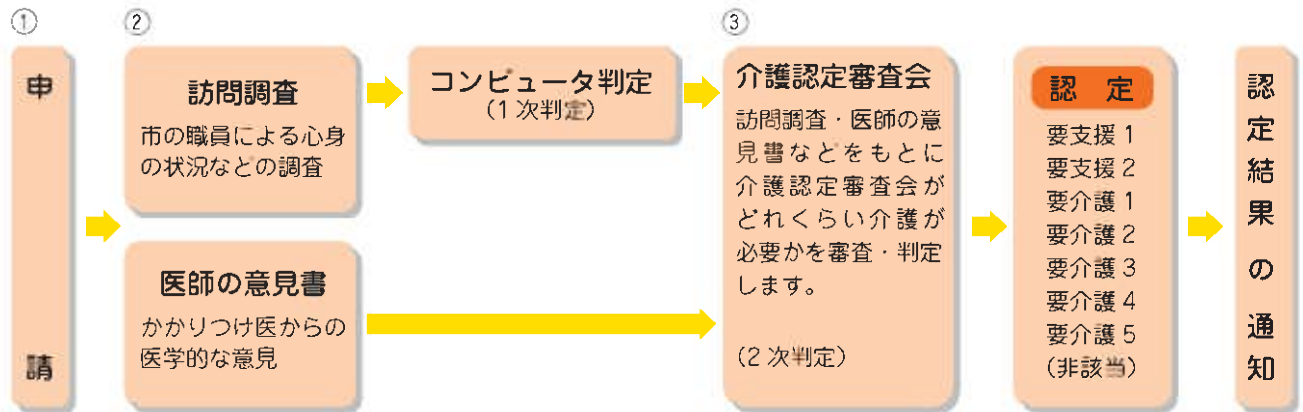 ①
申請
②
訪問調査
市の職員による心身
の状況などの調査
医師の意見書
かかりつけ医からの
医学的な意見
コンピュータ判定
(1次判定)
③
介護認定審査会
訪問調査・医師の意
見書などをもとに
介護認定審査会が
どれくらい介護が
必要かを審査・判定
します。
(2次判定)
認定
要支援1
要支援2
要介護1
要介護2
要介護3
要介護4
要介護5
(非該当)
認定結果の通知